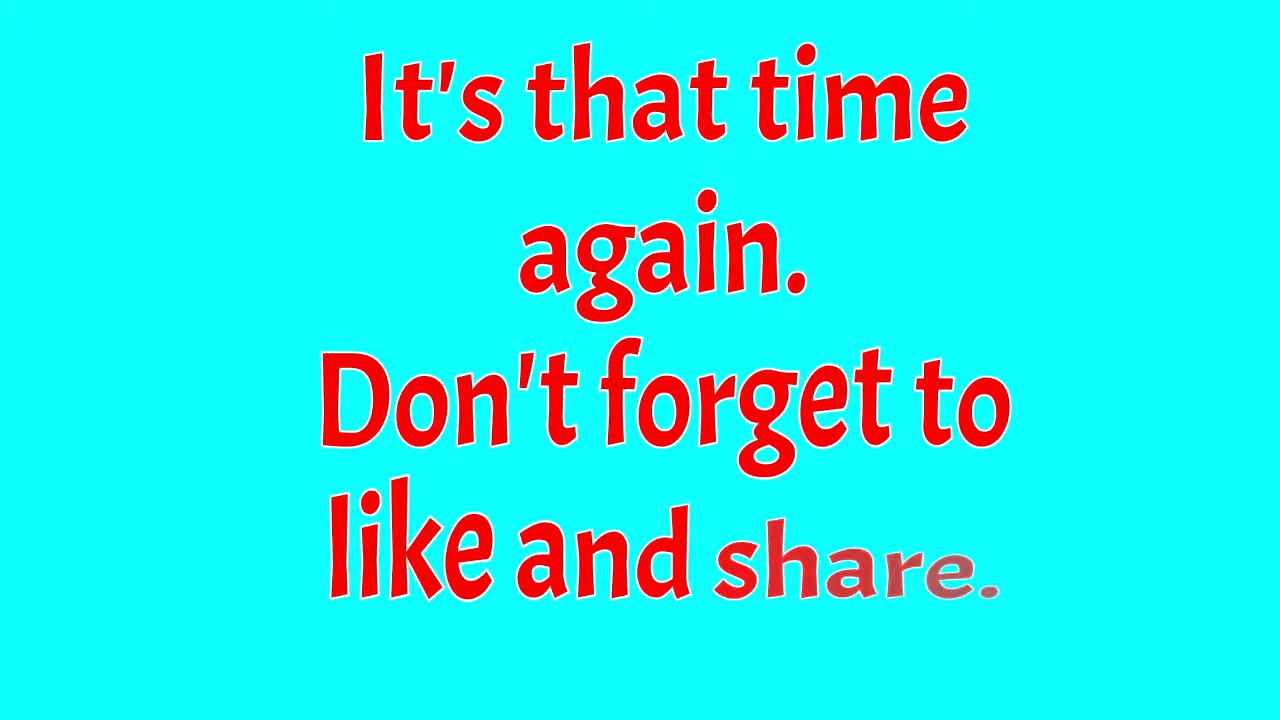 It's that time
again.
Don't forget to
like and share.